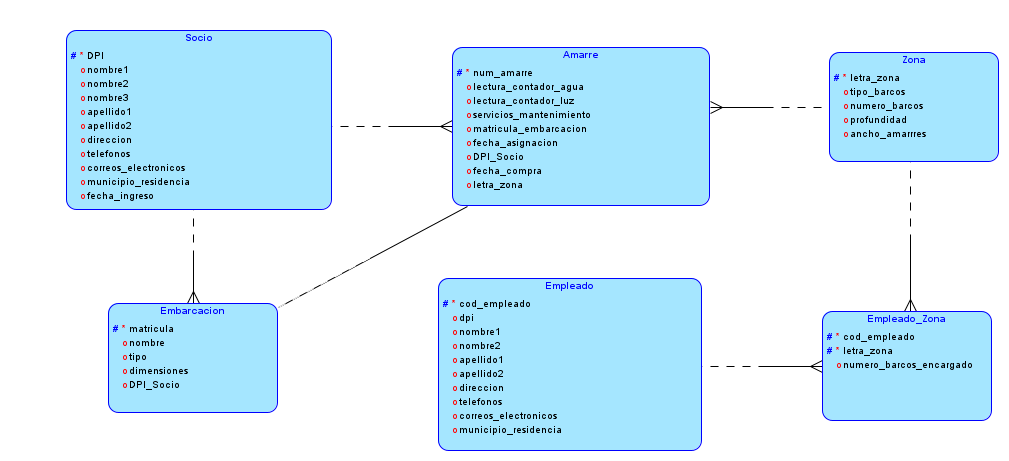 Socio
# * DPI
o nombre1
o nombre2
o nombre3
o apellido1
o apellido2
o direccion
o telefonos
o correos_electronicos
o municipio_residencia
o fecha_ingreso
Amarre
# * num_amarre
o lectura_contador_agua
o lectura_contador_luz
o servicios_mantenimiento
o matricula_embarcacion
o fecha_asignacion
o DPI_Socio
o fecha_compra
o letra_zona
Zona
# * letra_zona
o tipo_barcos
o numero_barcos
o profundidad
o ancho_amarrres
Embarcacion
# * matricula
o nombre
o tipo
o dimensiones
o DPI_Socio
Empleado
# * cod_empleado
o dpi
o nombre1
o nombre2
o apellido1
o apellido2
o direccion
o telefonos
o correos_electronicos
o municipio_residencia
Empleado_Zona
# * cod_empleado
# * letra_zona
o numero_barcos_encargado